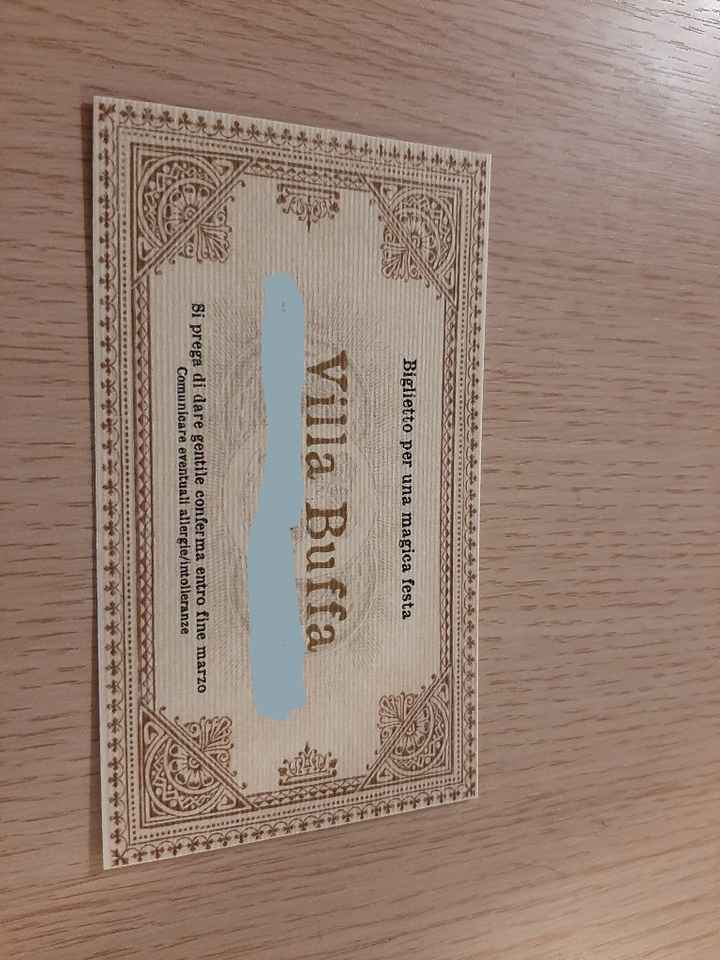 Biglietto per una magica festa
Villa Buffa
Si prega di dare gentile conferma entro fine marzo
Comunicare eventuali allergie/intolleranze